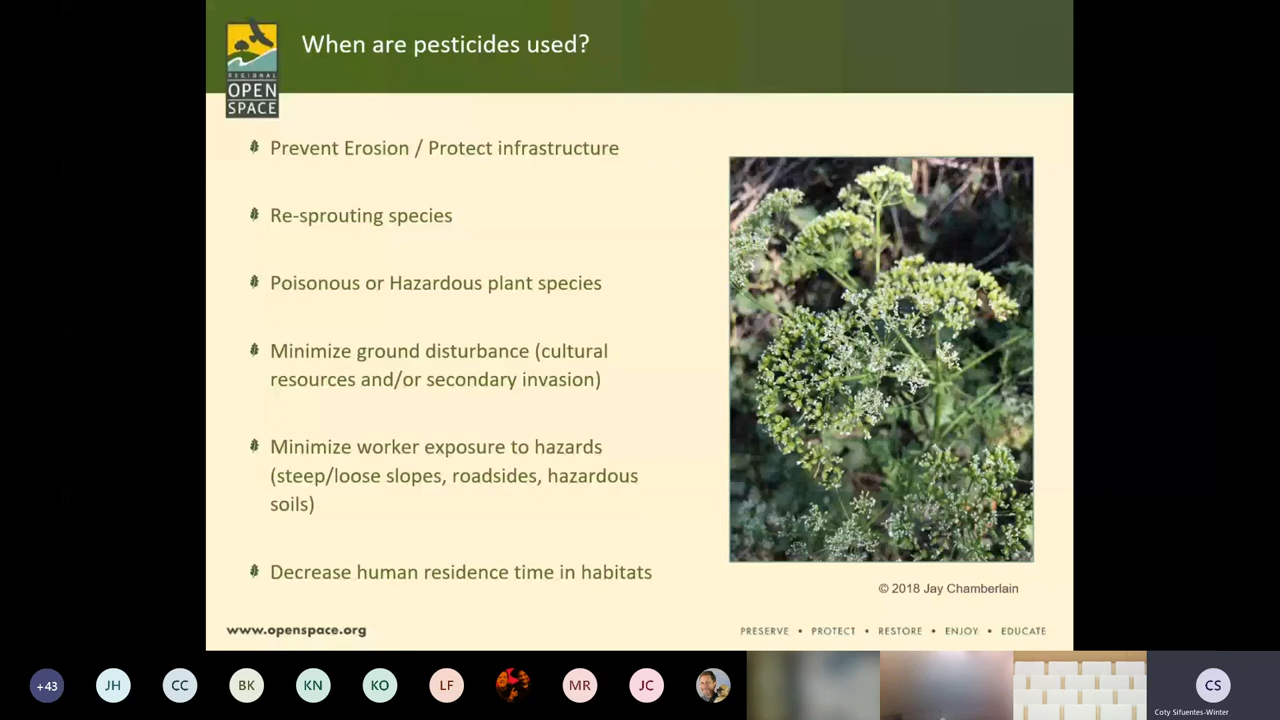 When are pesticides used?
REGIONAL
OPEN
SPACE
Prevent Erosion / Protect infrastructure
Re-sprouting species
Poisonous or Hazardous plant species
Minimize ground disturbance (cultural
resources and/or secondary invasion)
Minimize worker exposure to hazards
(steep/loose slopes, roadsides, hazardous
soils)
Decrease human residence time in habitats
© 2018 Jay Chamberlain
www.openspace.org
PRESERVE • PROTECT • RESTORE • ENJOY • EDUCATE
+43 JH CC BK KN KO LF MR JC CS
Coty Sifuentes-Winter